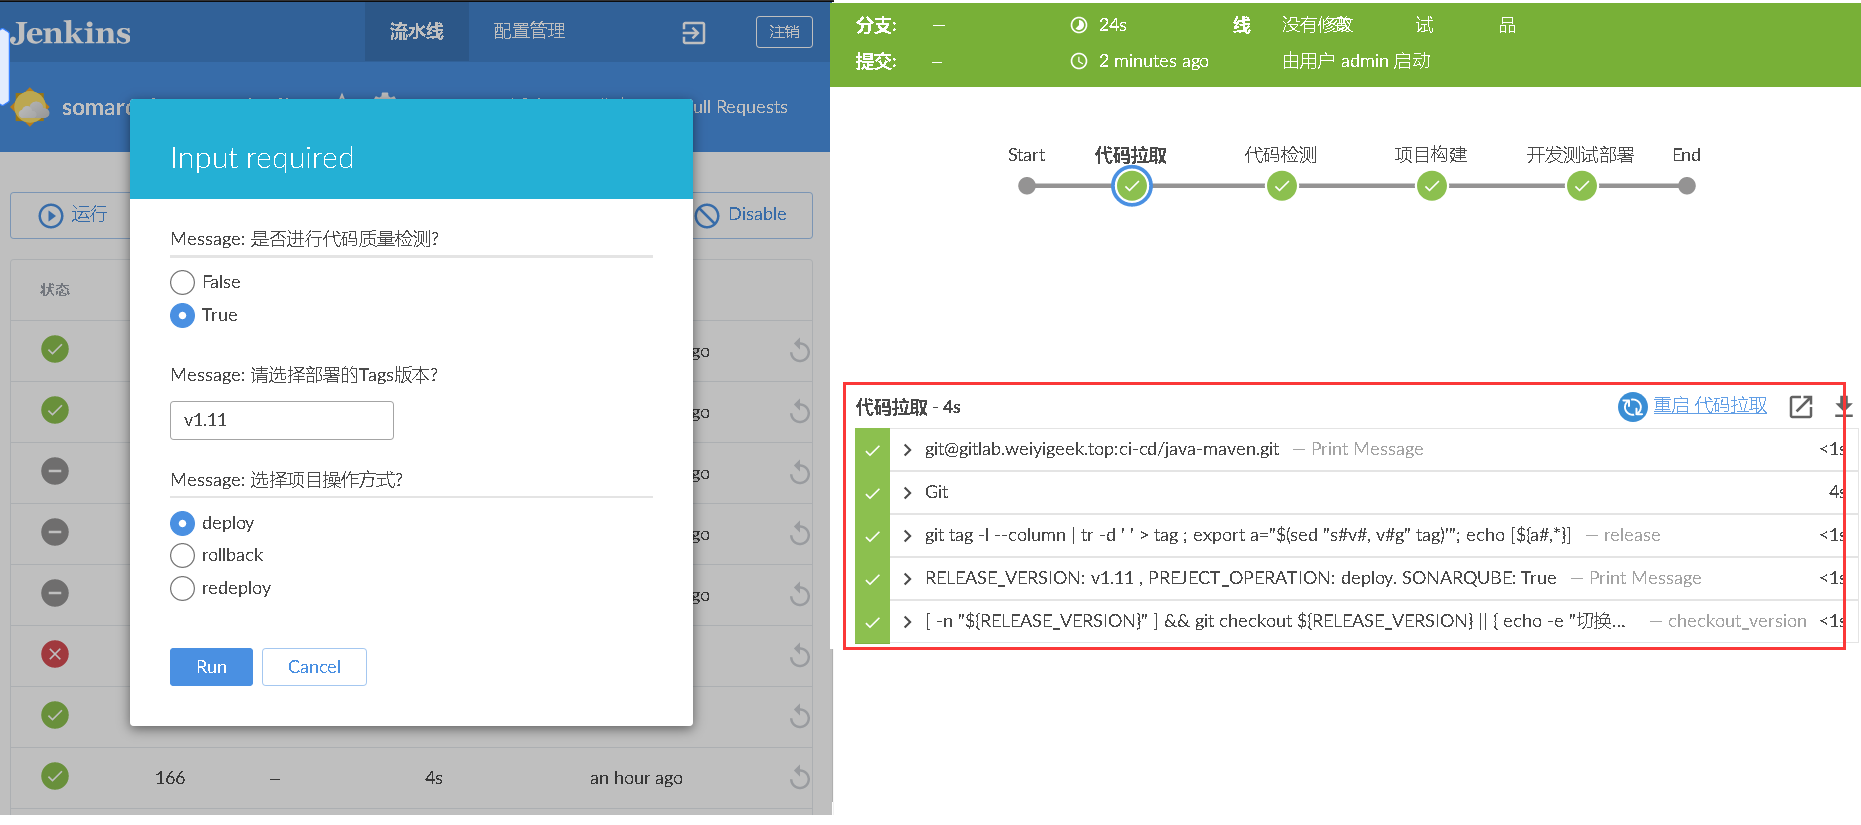 Jenkins
流水线
配置管理
注销
ull Requests
运行
Disable
状态
go
go
go
go
go
166 – 4s an hour ago
Input required
Message: 是否进行代码质量检测?
False
True
Message: 请选择部署的Tags版本?
v1.11
Message: 选择项目操作方式?
deploy
rollback
redeploy
Run
Cancel
分支: – 24s 线 没有修 试 品
提交: – 2 minutes ago 由用户 admin 启动
Start 代码拉取 代码检测 项目构建 开发测试部署 End
代码拉取 - 4s
重启 代码拉取
git@gitlab.weiyigeek.top:ci-cd/java-maven.git — Print Message <1s
Git 4s
git tag -l --column | tr -d ' ' > tag ; export a="$(sed "s#v#, v#g" tag)'"; echo [${a#,*}] — release <1s
RELEASE_VERSION: v1.11 , PREJECT_OPERATION: deploy. SONARQUBE: True — Print Message <1s
[ -n "${RELEASE_VERSION}" ] && git checkout ${RELEASE_VERSION} || { echo -e "切换... — checkout_version <1s